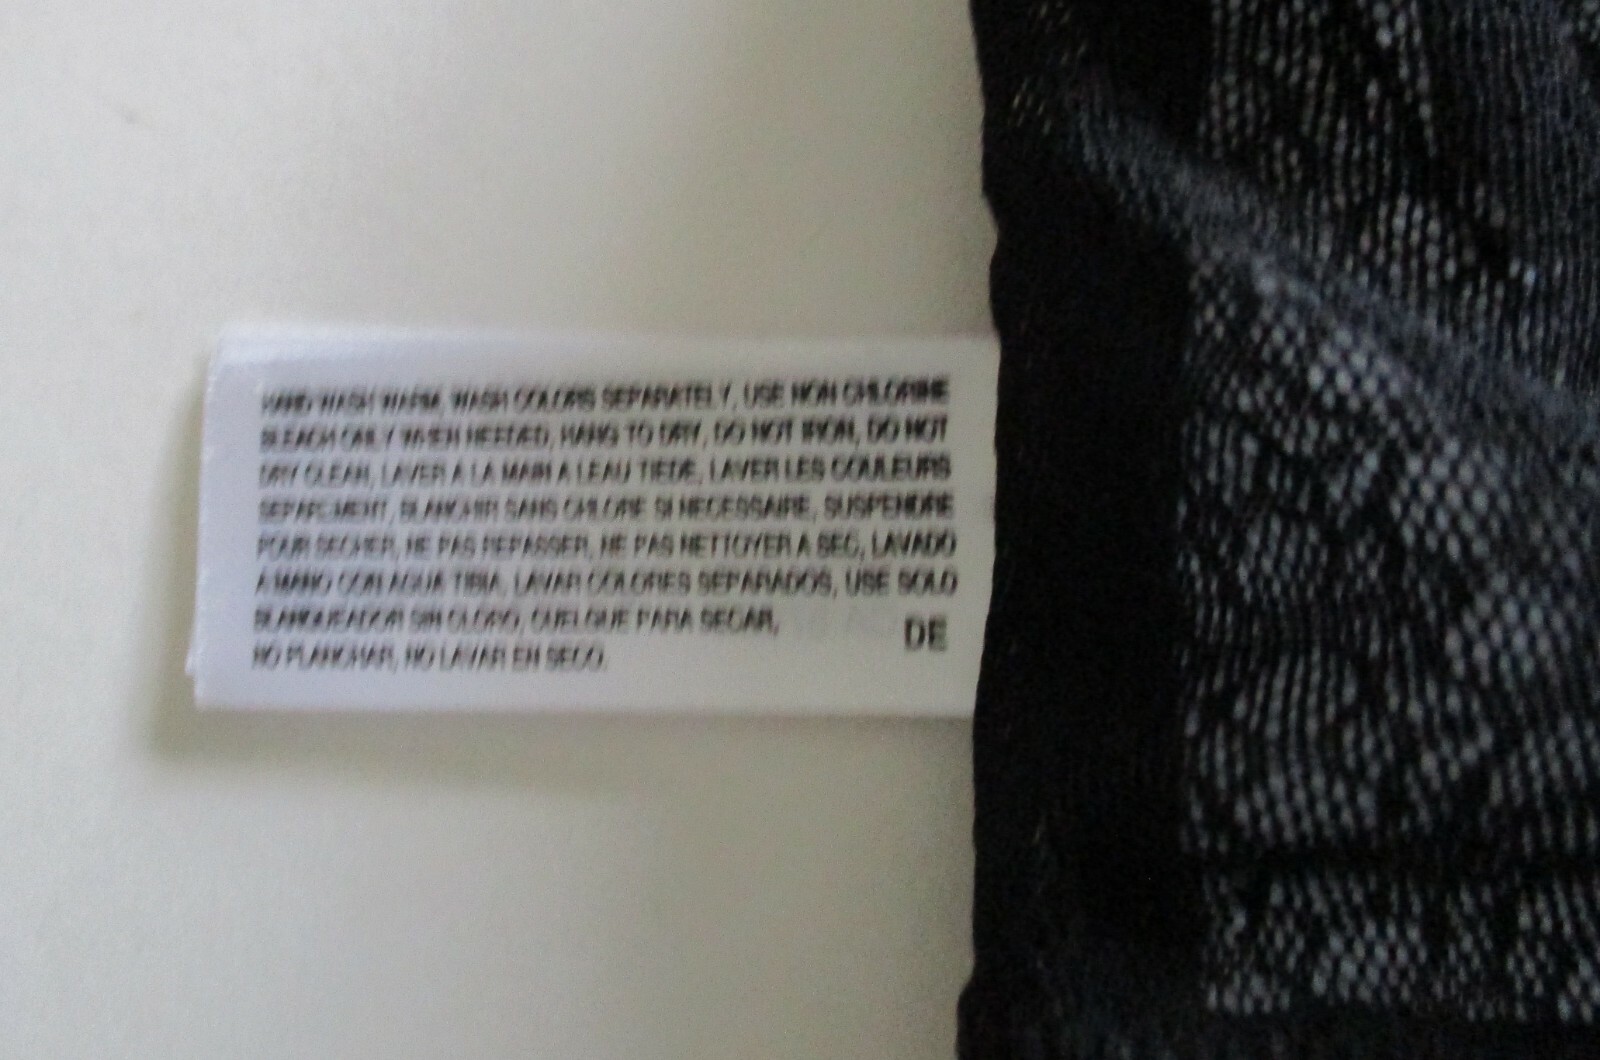 HAND WASH WARM, WASH COLORS SEPARATELY, USE NON CHLORINE
BLEACH ONLY WHEN NEEDED, HANG TO DRY, DO NOT IRON, DO NOT
DRY CLEAN, LAVER A LA MAIN A LEAU TIEDE, LAVER LES COULEURS
SEPAREMENT, BLANCHIR SANS CHLORE SI NECESSAIRE, SUSPENDRE
POUR SECHER, NE PAS REPASSER, NE PAS NETTOYER A SEC, LAVADO
A MANO CON AGUA TIBIA, LAVAR COLORES SEPARADOS, USE SOLO
BLANQUEADOR SIN CLORO, CUELGUE PARA SECAR,
NO PLANCHAR, NO LAVAR EN SECO.
DE